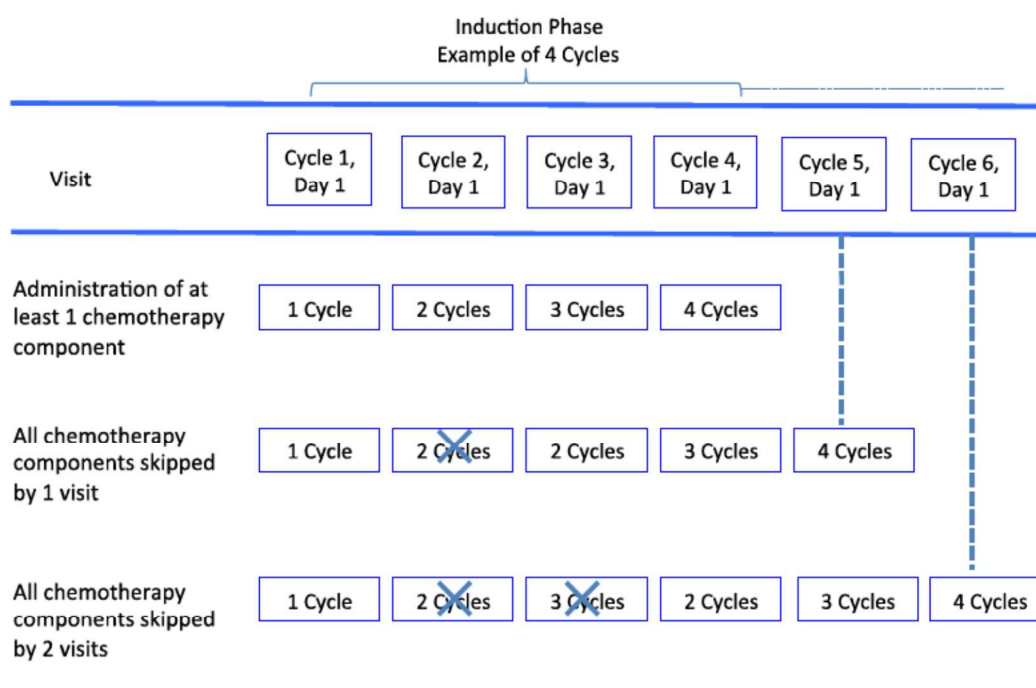 Induction Phase
Example of 4 Cycles
Visit
Cycle 1,
Day 1
Cycle 2,
Day 1
Cycle 3,
Day 1
Cycle 4,
Day 1
Cycle 5,
Day 1
Cycle 6,
Day 1
Administration of at
least 1 chemotherapy
component
1 Cycle
2 Cycles
3 Cycles
4 Cycles
All chemotherapy
components skipped
by 1 visit
1 Cycle
2 Cycles
2 Cycles
3 Cycles
4 Cycles
All chemotherapy
components skipped
by 2 visits
1 Cycle
2 Cycles
3 Cycles
2 Cycles
3 Cycles
4 Cycles